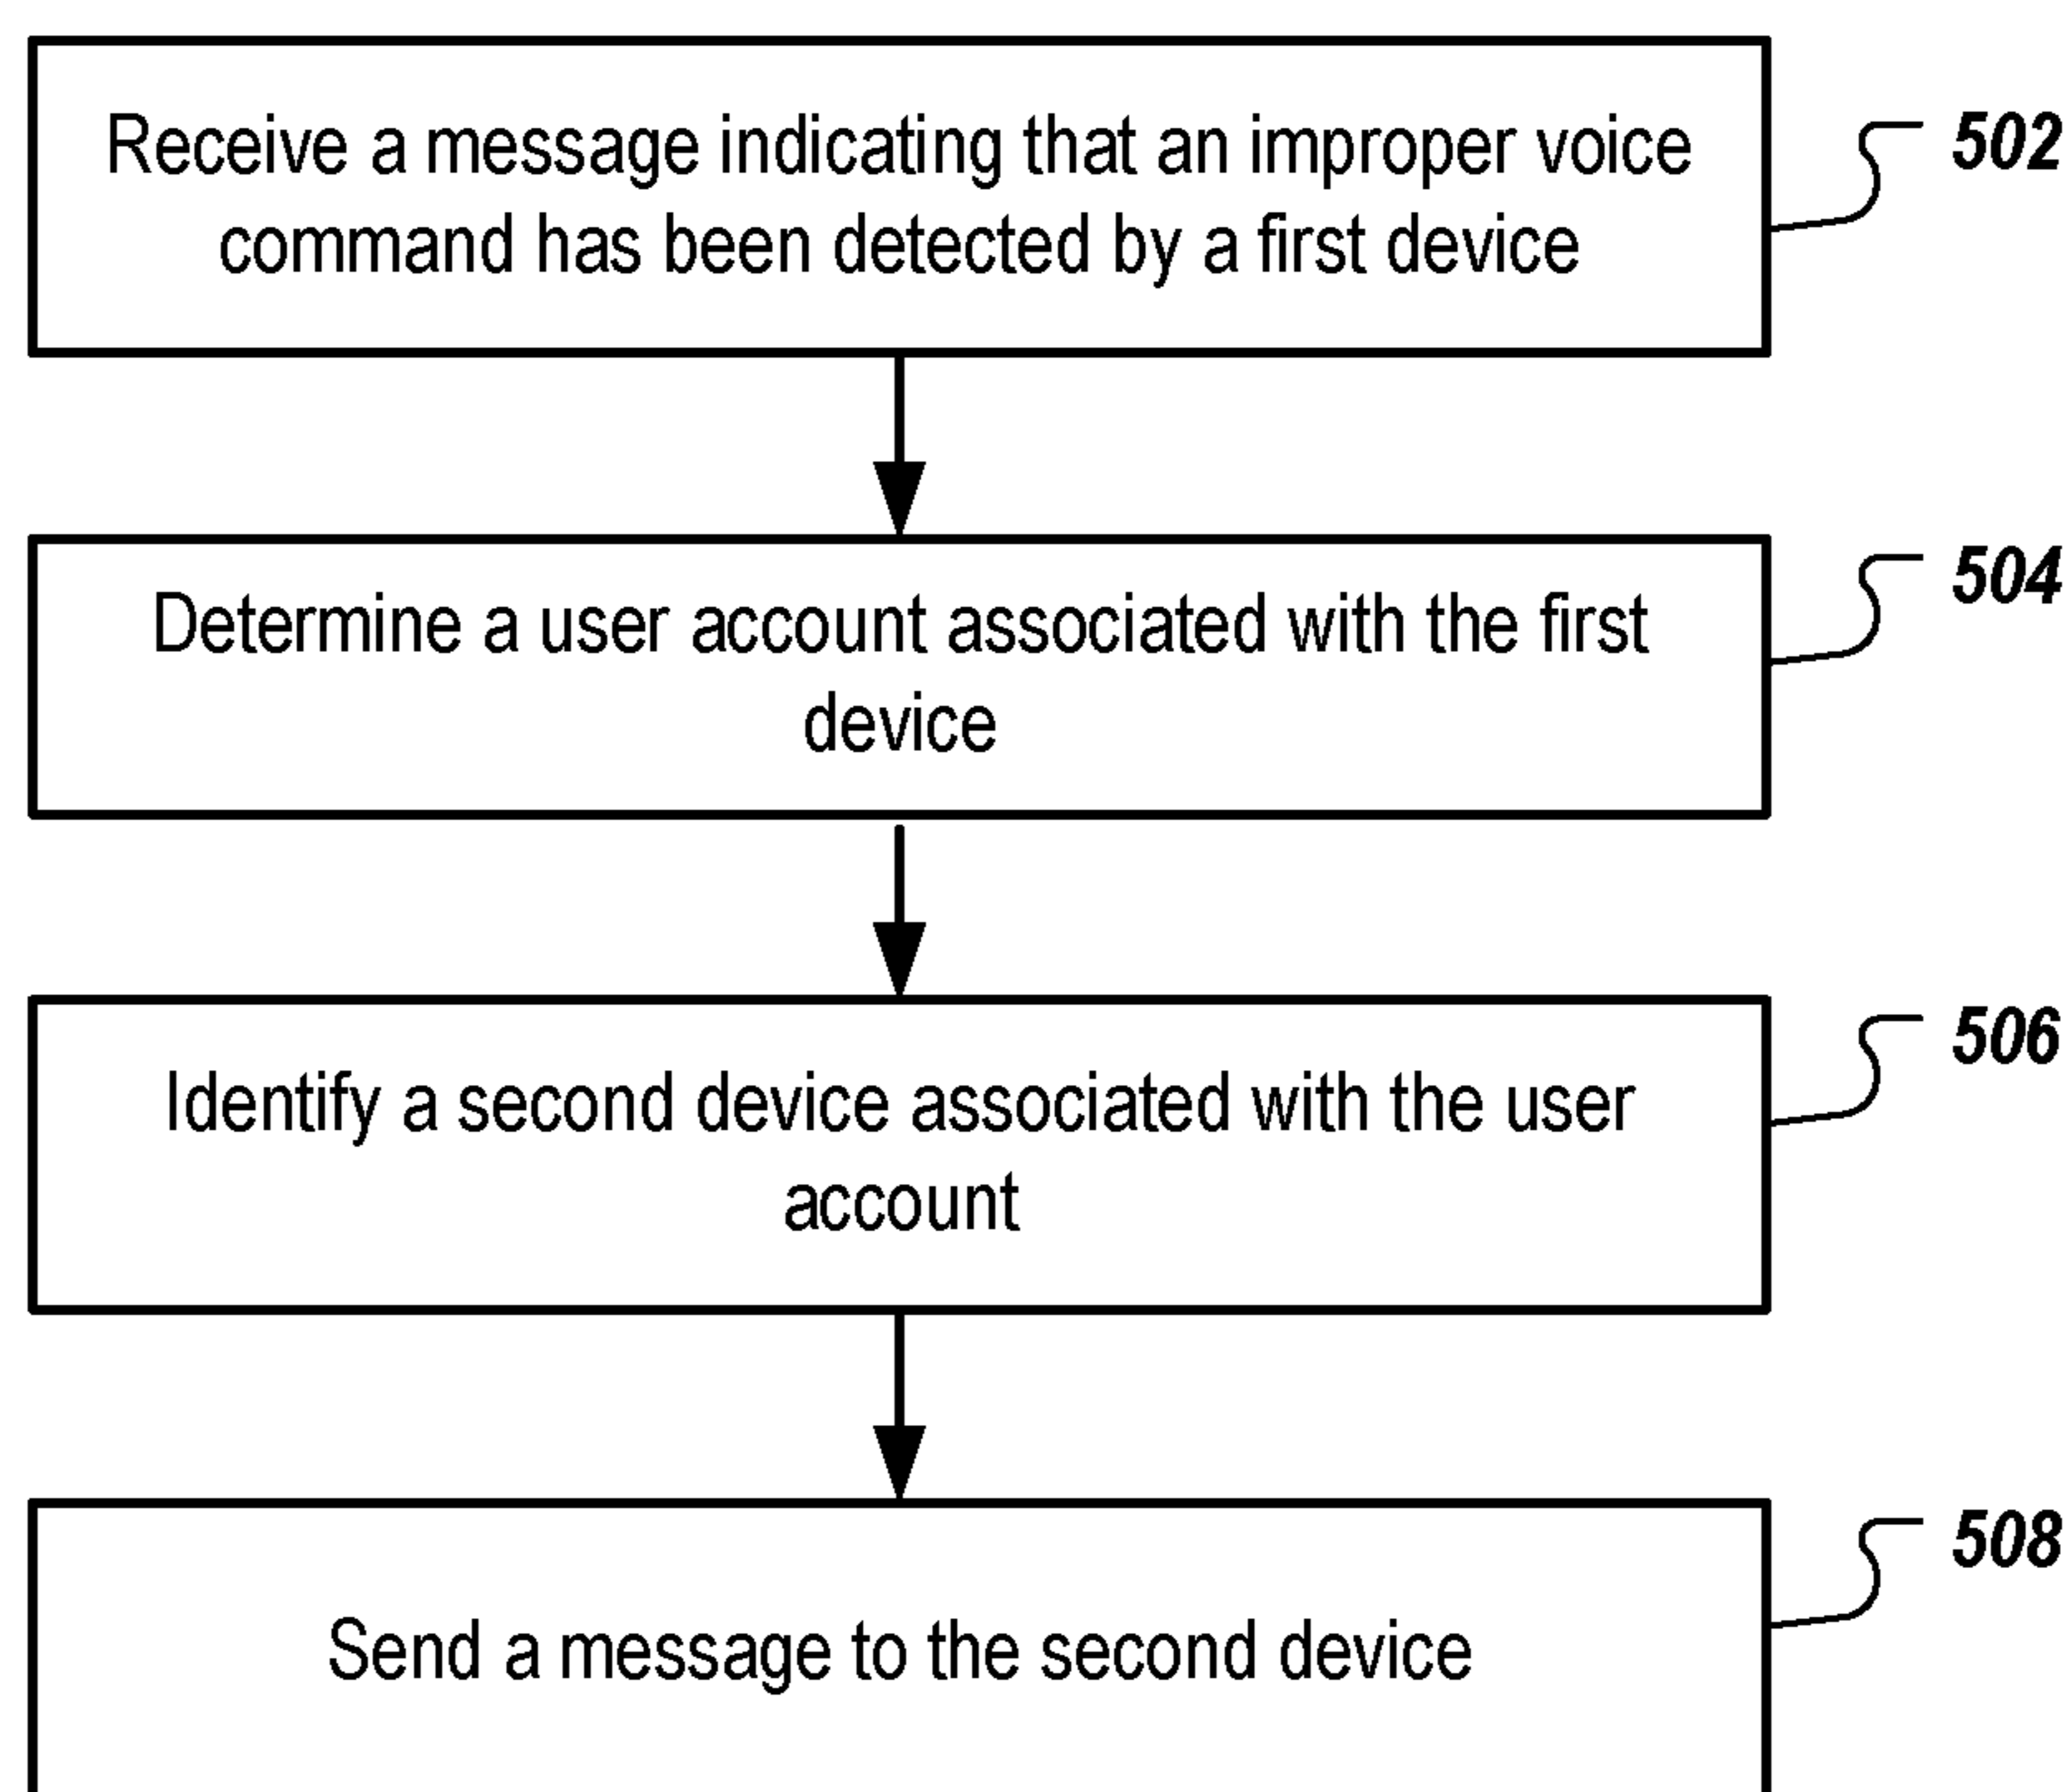 Receive a message indicating that an improper voice
command has been detected by a first device
502
Determine a user account associated with the first
device
504
Identify a second device associated with the user
account
506
Send a message to the second device
508